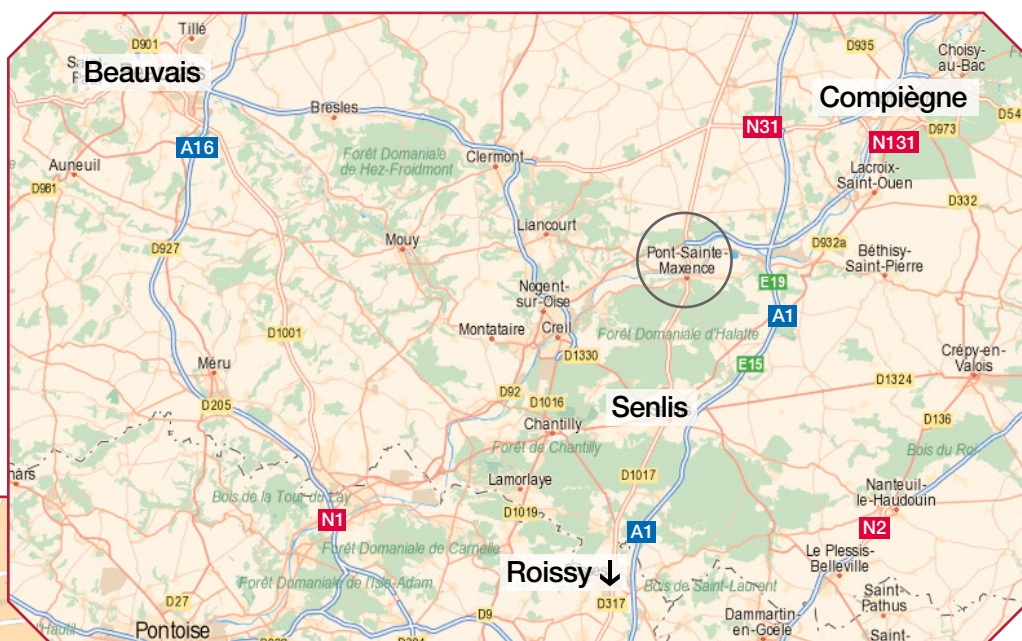 Tillé
D901
D935
Choisy-
au-Bac
Beauvais
Compiègne
Bresles
N31
D973
D54
A16
Forêt Domaniale
de Hez-Froidmont
Clermont
N131
Auneuil
Lacroix-
Saint-Ouen
D981
D332
Liancourt
D927
Mouy
Pont-Sainte-
Maxence
D932a
Béthisy-
Saint-Pierre
E19
Nogent-
sur-Oise
A1
D1001
Montataire
Creil
Forêt Domaniale d'Halatte
D1330
E15
Crépy-en-
Valois
Méru
D92
D1324
D205
D1016
Senlis
D136
Chantilly
Forêt de Chantilly
Bois du Roi
D1017
Lamorlaye
Nanteuil-
le-Haudouin
Bois de la Tour du Lay
D1019
N1
A1
N2
Forêt Domaniale de Carnelle
Le Plessis-
Belleville
Roissy ↓
Forêt Domaniale de l'Isle-Adam
Bois de Saint-Laurent
D27
D317
Saint-
Pathus
D9
Dammartin
en-Goële
Pontoise
Saint-